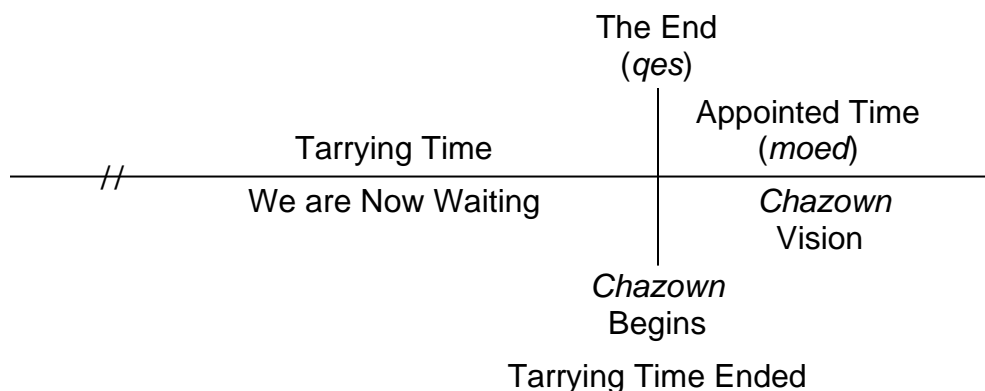 The End
(qes)
Appointed Time
(moed)
Tarrying Time
//
We are Now Waiting
Chazown
Vision
Chazown
Begins
Tarrying Time Ended